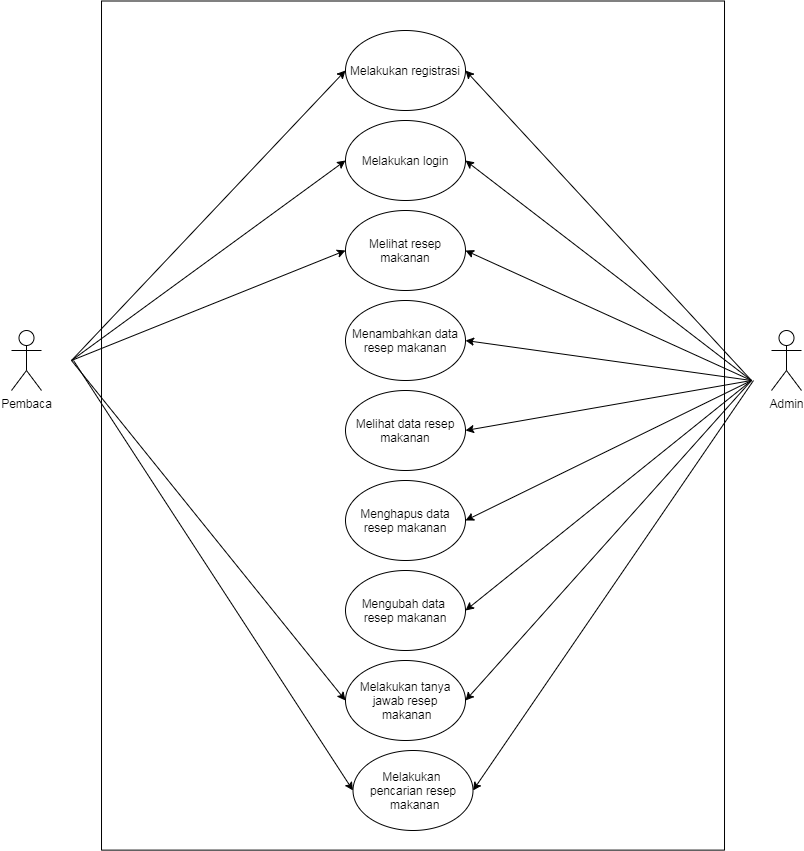 Melakukan registrasi
Melakukan login
Melihat resep
makanan
Menambahkan data
resep makanan
Pembaca
Admin
Melihat data resep
makanan
Menghapus data
resep makanan
Mengubah data
resep makanan
Melakukan tanya
jawab resep
makanan
Melakukan
pencarian resep
makanan